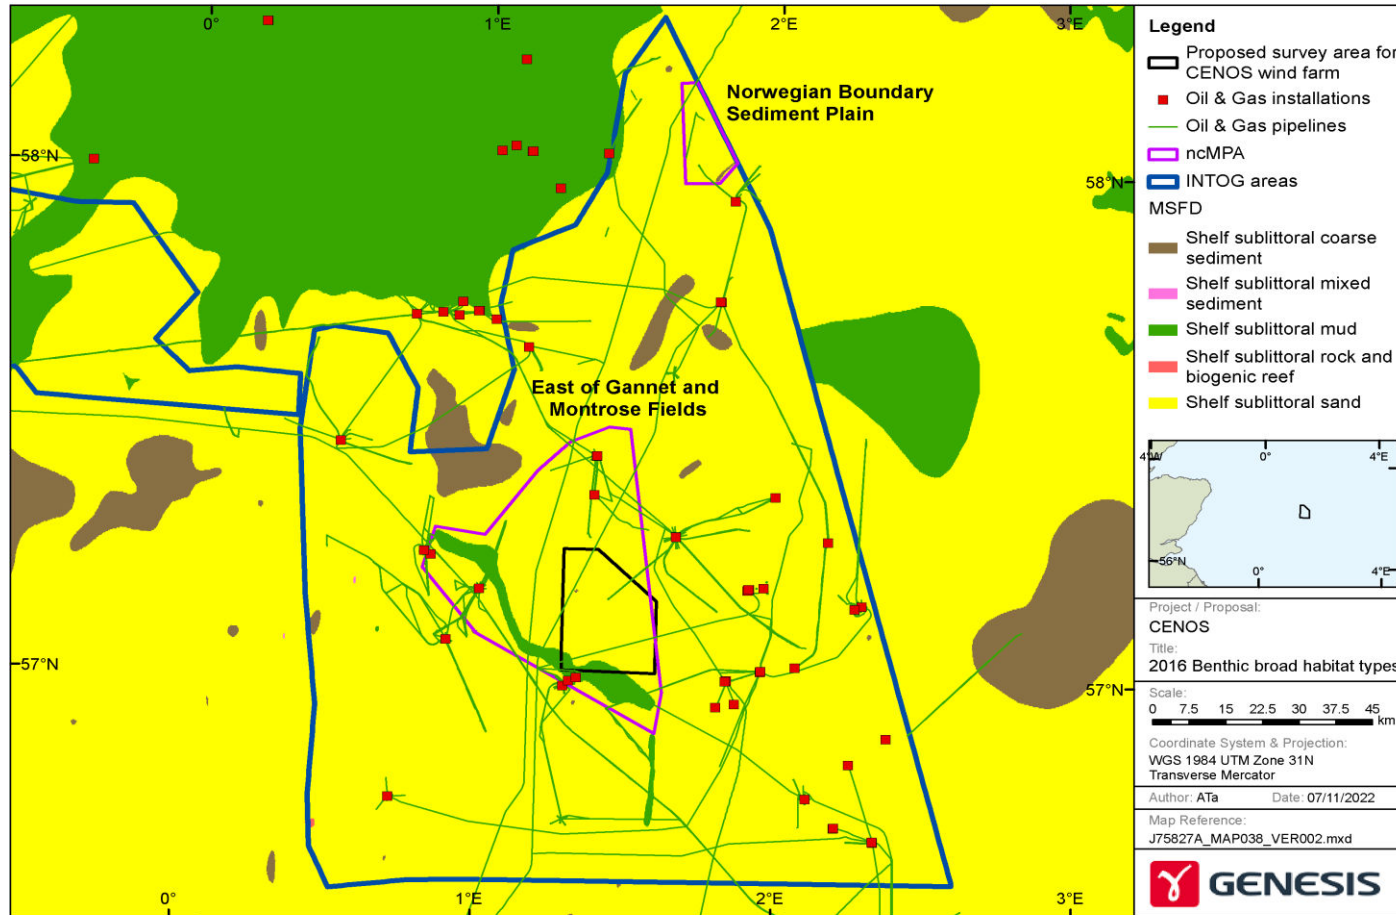 0°
1°E
2°E
3°E
Norwegian Boundary
Sediment Plain
58°N
58°N
East of Gannet and
Montrose Fields
57°N
57°N
0°
1°E
2°E
3°E
Legend
Proposed survey area for
CENOS wind farm
Oil & Gas installations
Oil & Gas pipelines
ncMPA
INTOG areas
MSFD
Shelf sublittoral coarse
sediment
Shelf sublittoral mixed
sediment
Shelf sublittoral mud
Shelf sublittoral rock and
biogenic reef
Shelf sublittoral sand
4°W
0°
4°E
56°N
0°
4°E
Project / Proposal:
CENOS
Title:
2016 Benthic broad habitat types
Scale:
0 7.5 15 22.5 30 37.5 45
km
Coordinate System & Projection:
WGS 1984 UTM Zone 31N
Transverse Mercator
Author: ATa Date: 07/11/2022
Map Reference:
J75827A_MAP038_VER002.mxd
GENESIS